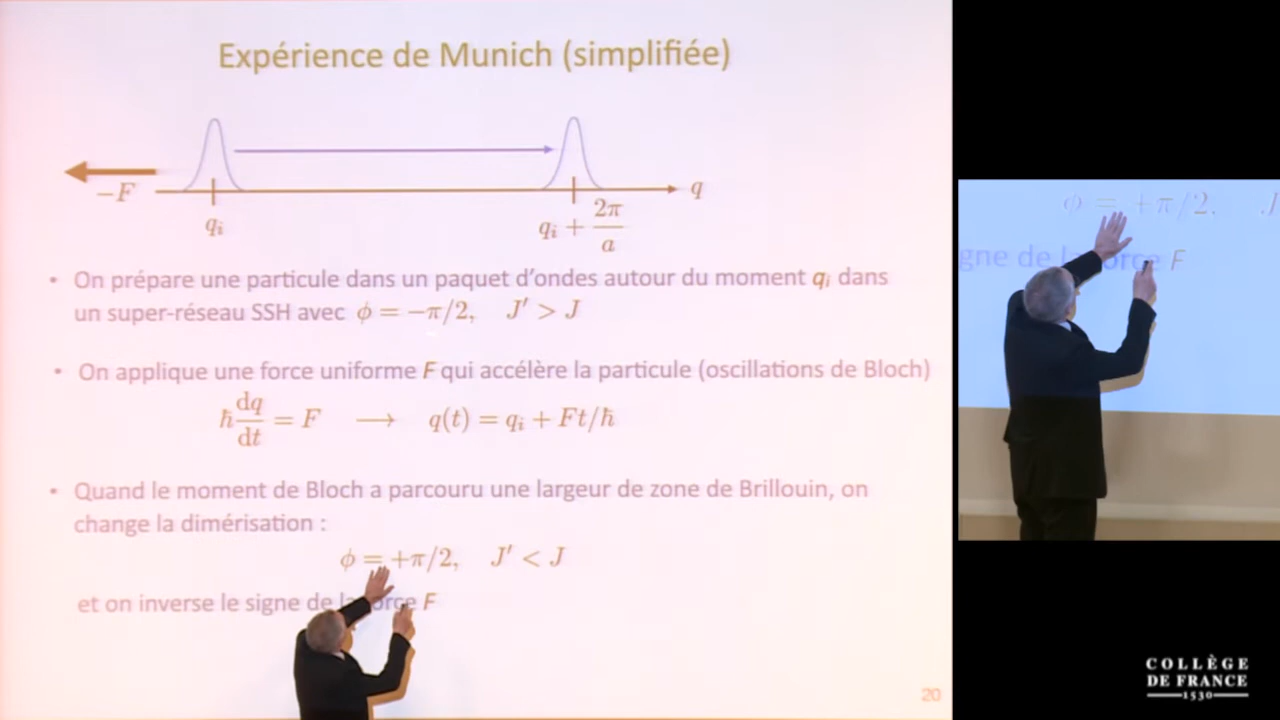 Expérience de Munich (simplifiée)
−F
q
qᵢ
qᵢ + 2π/a
• On prépare une particule dans un paquet d'ondes autour du moment qᵢ dans
un super-réseau SSH avec ϕ = −π/2, J′ > J
• On applique une force uniforme F qui accélère la particule (oscillations de Bloch)
ħ dq/dt = F ⟶ q(t) = qᵢ + Ft/ħ
• Quand le moment de Bloch a parcouru une largeur de zone de Brillouin, on
change la dimérisation :
ϕ = +π/2, J′ < J
et on inverse le signe de la force F
20
ϕ = +π/2. J
gne de force F
COLLÈGE
DE FRANCE
1530